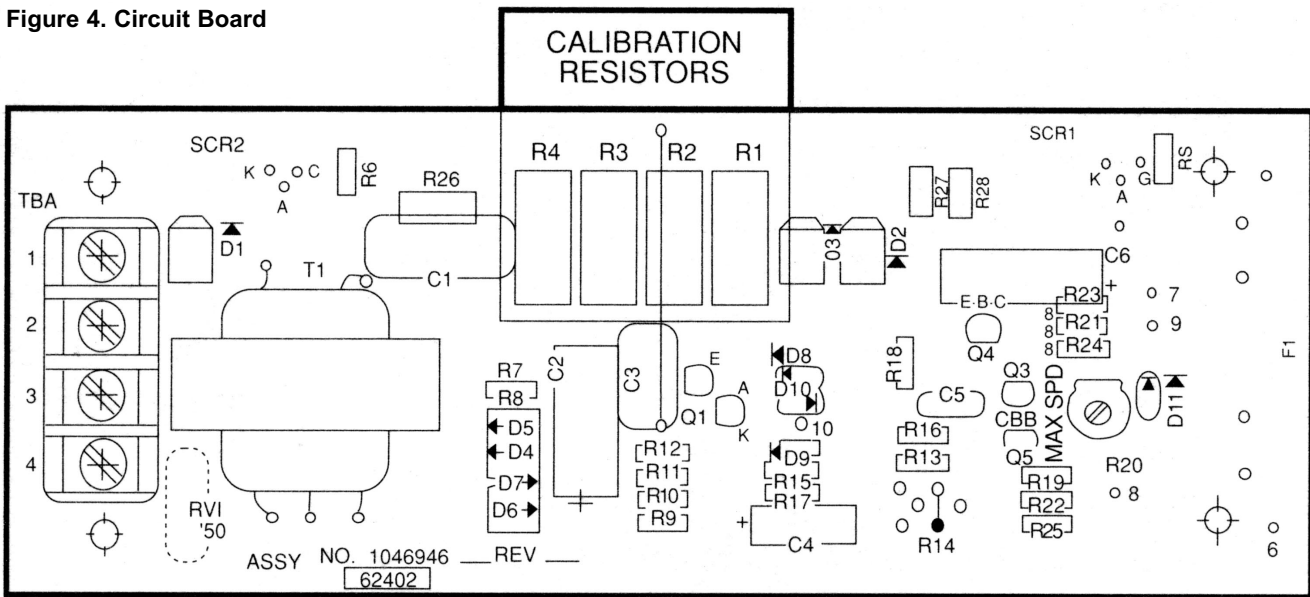 Figure 4. Circuit Board
CALIBRATION
RESISTORS
SCR2
SCR1
K
C
A
R6
R26
R4
R3
R2
R1
R27
R28
K
A
G
RS
TBA
1
2
3
4
D1
T1
C1
03
D2
C6
+
E·B·C
R23
8
R21
8
R24
8
7
9
F1
Q4
R18
Q3
C5
CBB
Q5
MAX SPD
D11
R7
R8
D5
D4
D7
D6
C2
C3
E
Q1
A
K
D8
D10
10
R12
R11
R10
R9
D9
R15
R17
+
C4
R16
R13
R14
R19
R22
R25
R20
8
6
RVI
'50
ASSY NO. 1046946 __ REV __
62402